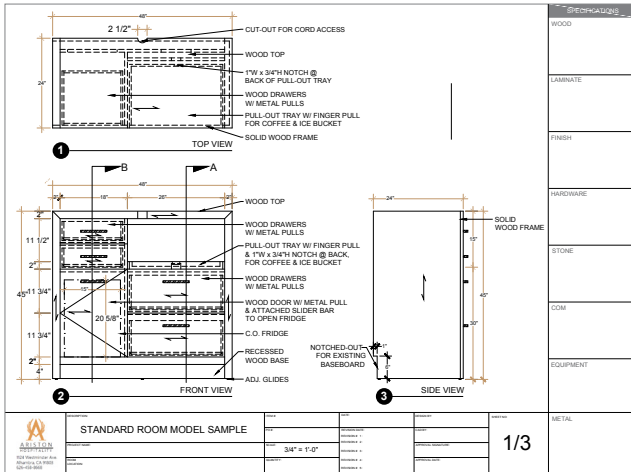 48"
2 1/2"
CUT-OUT FOR CORD ACCESS
WOOD TOP
24"
1"W x 3/4"H NOTCH @
BACK OF PULL-OUT TRAY
WOOD DRAWERS
W/ METAL PULLS
PULL-OUT TRAY W/ FINGER PULL
FOR COFFEE & ICE BUCKET
SOLID WOOD FRAME
1
TOP VIEW
B
A
48"
18"
26"
2"
WOOD TOP
2"
WOOD DRAWERS
W/ METAL PULLS
11 1/2"
PULL-OUT TRAY W/ FINGER PULL
& 1"W x 3/4"H NOTCH @ BACK,
FOR COFFEE & ICE BUCKET
2"
WOOD DRAWERS
W/ METAL PULLS
15"
45"
11 3/4"
WOOD DOOR W/ METAL PULL
& ATTACHED SLIDER BAR
TO OPEN FRIDGE
20 5/8"
11 3/4"
C.O. FRIDGE
2"
RECESSED
WOOD BASE
4"
ADJ. GLIDES
2
FRONT VIEW
24"
SOLID
WOOD FRAME
15"
45"
30"
NOTCHED-OUT
FOR EXISTING
BASEBOARD
1"
6"
3
SIDE VIEW
SPECIFICATIONS
WOOD
LAMINATE
FINISH
HARDWARE
STONE
COM
EQUIPMENT
METAL
ARISTON
HOSPITALITY
STANDARD ROOM MODEL SAMPLE
3/4" = 1'-0"
1/3